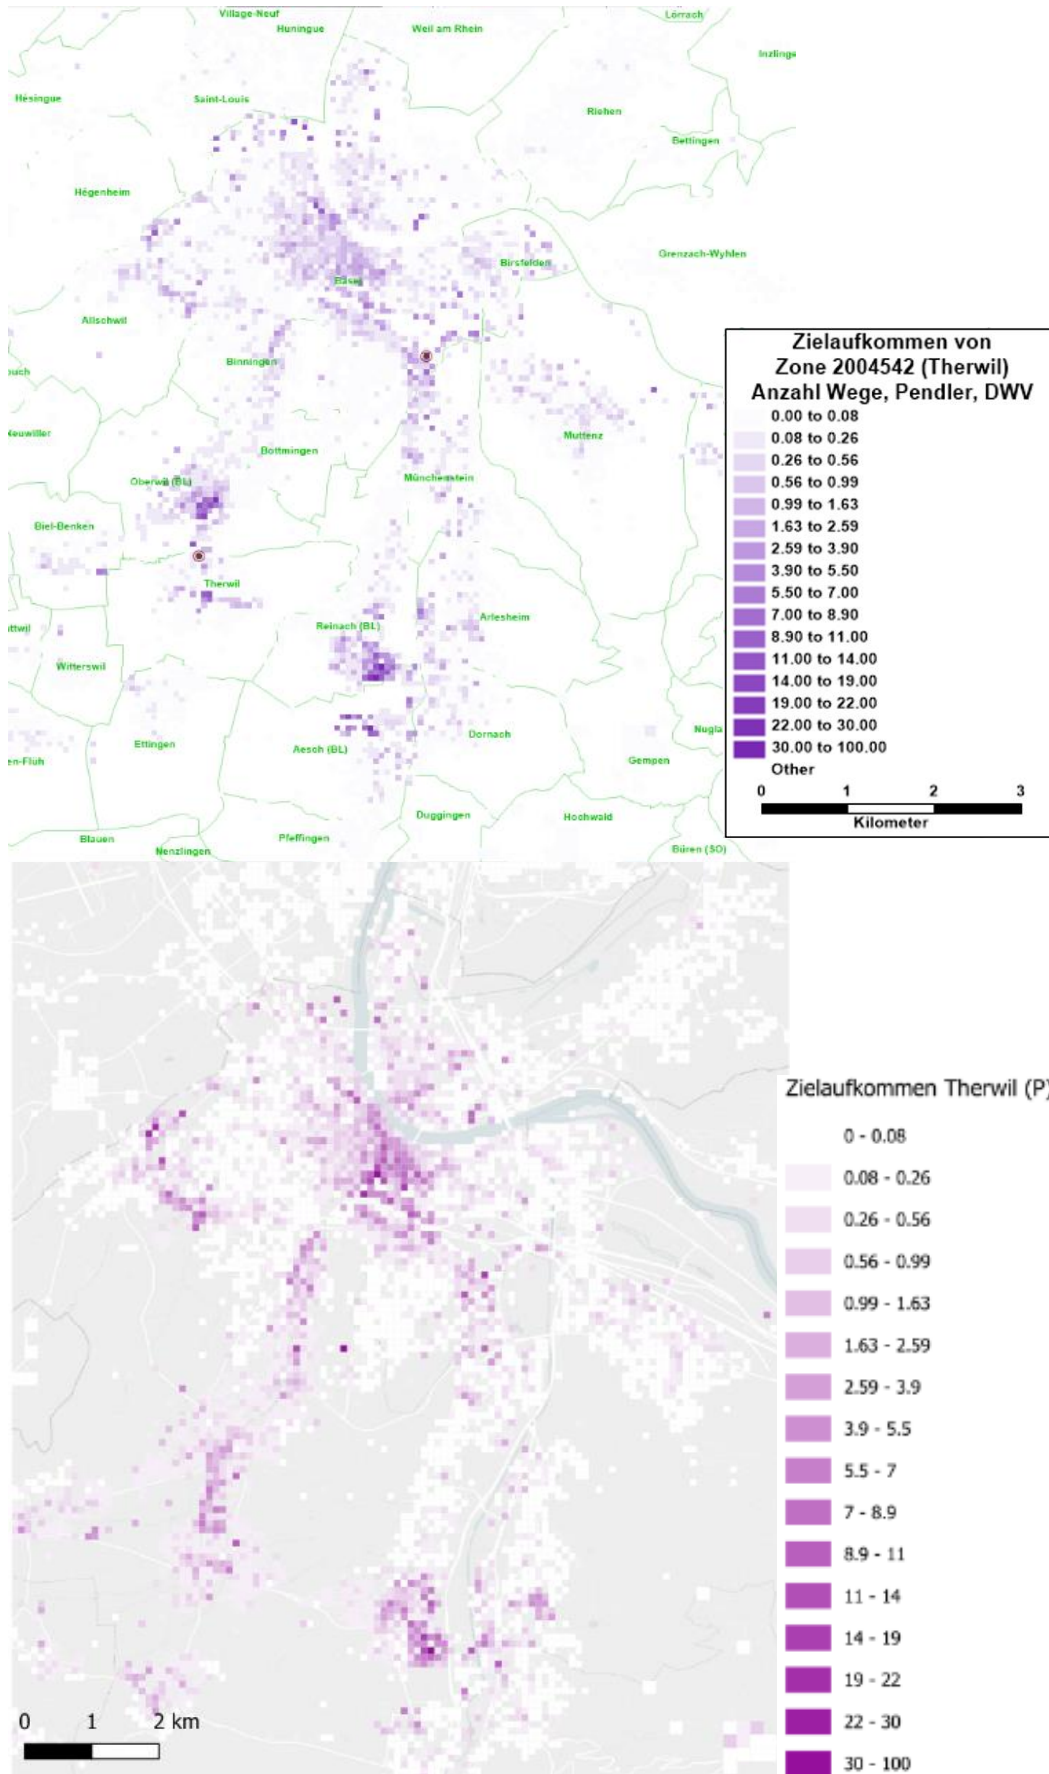 Village-Neuf
Huningue
Weil am Rhein
Lörrach
Inzlinge
Hésingue
Saint-Louis
Riehen
Bettingen
Hégenheim
Grenzach-Wyhlen
Birsfelden
Basel
Allschwil
Binningen
buch
Neuwiller
Muttenz
Bottmingen
Oberwil (BL)
Münchenstein
Biel-Benken
Therwil
Arlesheim
Reinach (BL)
ttwil
Witterswil
Ettingen
Aesch (BL)
Dornach
Nugla
en-Flüh
Gempen
Duggingen
Hochwald
Blauen
Nenzlingen
Pfeffingen
Büren (SO)
Zielaufkommen von
Zone 2004542 (Therwil)
Anzahl Wege, Pendler, DWV
0.00 to 0.08
0.08 to 0.26
0.26 to 0.56
0.56 to 0.99
0.99 to 1.63
1.63 to 2.59
2.59 to 3.90
3.90 to 5.50
5.50 to 7.00
7.00 to 8.90
8.90 to 11.00
11.00 to 14.00
14.00 to 19.00
19.00 to 22.00
22.00 to 30.00
30.00 to 100.00
Other
0 1 2 3
Kilometer
Zielaufkommen Therwil (P)
0 - 0.08
0.08 - 0.26
0.26 - 0.56
0.56 - 0.99
0.99 - 1.63
1.63 - 2.59
2.59 - 3.9
3.9 - 5.5
5.5 - 7
7 - 8.9
8.9 - 11
11 - 14
14 - 19
19 - 22
22 - 30
30 - 100
0 1 2 km